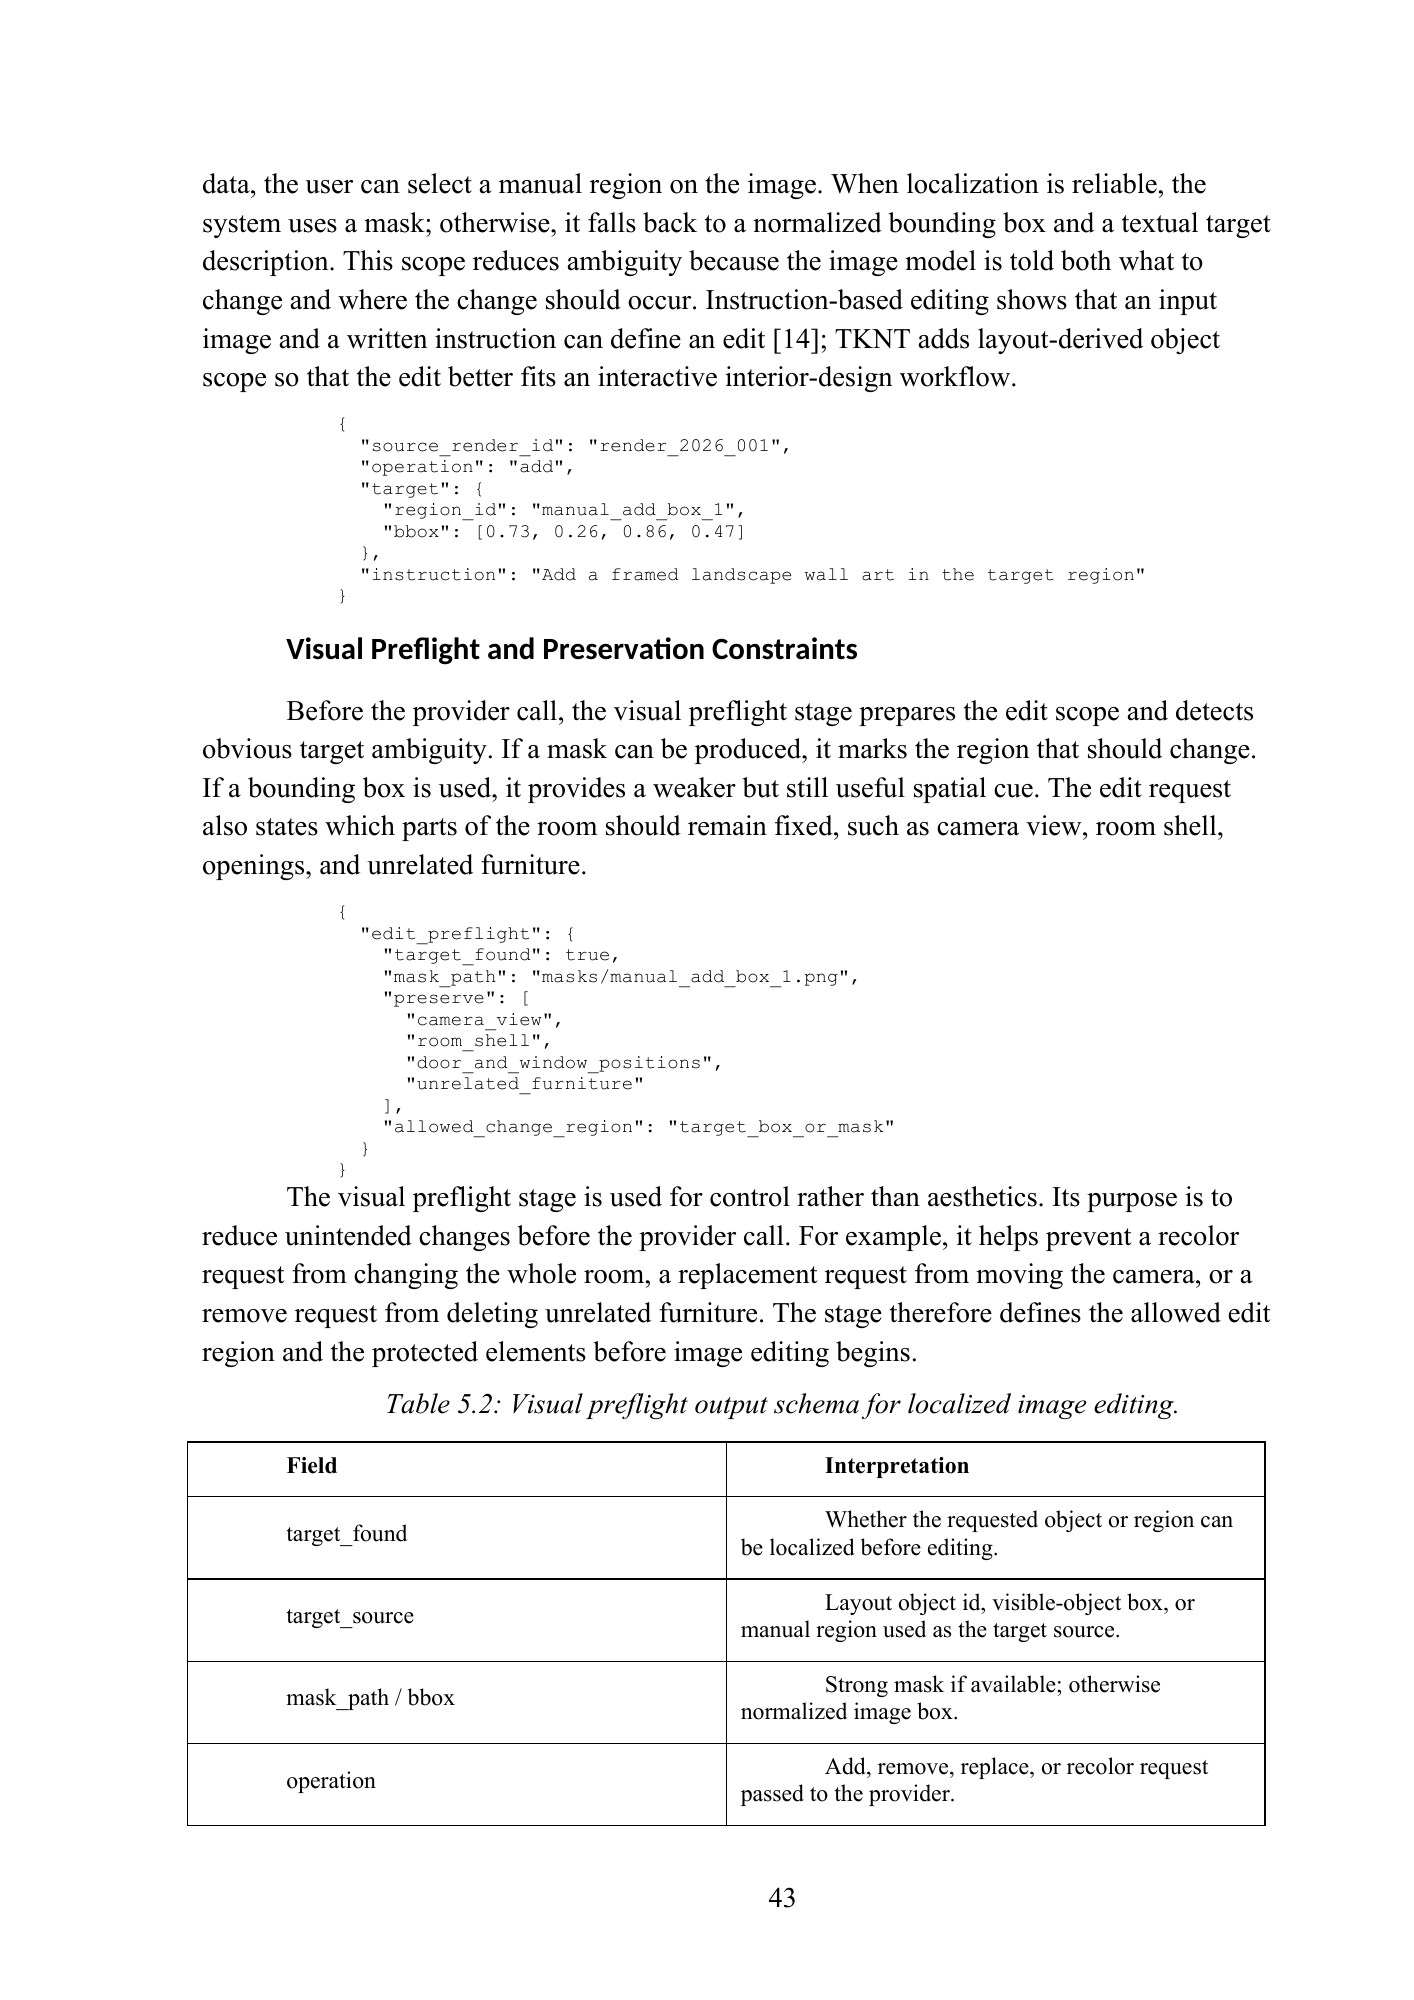 data, the user can select a manual region on the image. When localization is reliable, the
system uses a mask; otherwise, it falls back to a normalized bounding box and a textual target
description. This scope reduces ambiguity because the image model is told both what to
change and where the change should occur. Instruction-based editing shows that an input
image and a written instruction can define an edit [14]; TKNT adds layout-derived object
scope so that the edit better fits an interactive interior-design workflow.
{
  "source_render_id": "render_2026_001",
  "operation": "add",
  "target": {
    "region_id": "manual_add_box_1",
    "bbox": [0.73, 0.26, 0.86, 0.47]
  },
  "instruction": "Add a framed landscape wall art in the target region"
}
Visual Preflight and Preservation Constraints
Before the provider call, the visual preflight stage prepares the edit scope and detects
obvious target ambiguity. If a mask can be produced, it marks the region that should change.
If a bounding box is used, it provides a weaker but still useful spatial cue. The edit request
also states which parts of the room should remain fixed, such as camera view, room shell,
openings, and unrelated furniture.
{
  "edit_preflight": {
    "target_found": true,
    "mask_path": "masks/manual_add_box_1.png",
    "preserve": [
      "camera_view",
      "room_shell",
      "door_and_window_positions",
      "unrelated_furniture"
    ],
    "allowed_change_region": "target_box_or_mask"
  }
}
The visual preflight stage is used for control rather than aesthetics. Its purpose is to
reduce unintended changes before the provider call. For example, it helps prevent a recolor
request from changing the whole room, a replacement request from moving the camera, or a
remove request from deleting unrelated furniture. The stage therefore defines the allowed edit
region and the protected elements before image editing begins.
Table 5.2: Visual preflight output schema for localized image editing.
Field Interpretation
target_found
Whether the requested object or region can
be localized before editing.
target_source
Layout object id, visible-object box, or
manual region used as the target source.
mask_path / bbox
Strong mask if available; otherwise
normalized image box.
operation
Add, remove, replace, or recolor request
passed to the provider.
43